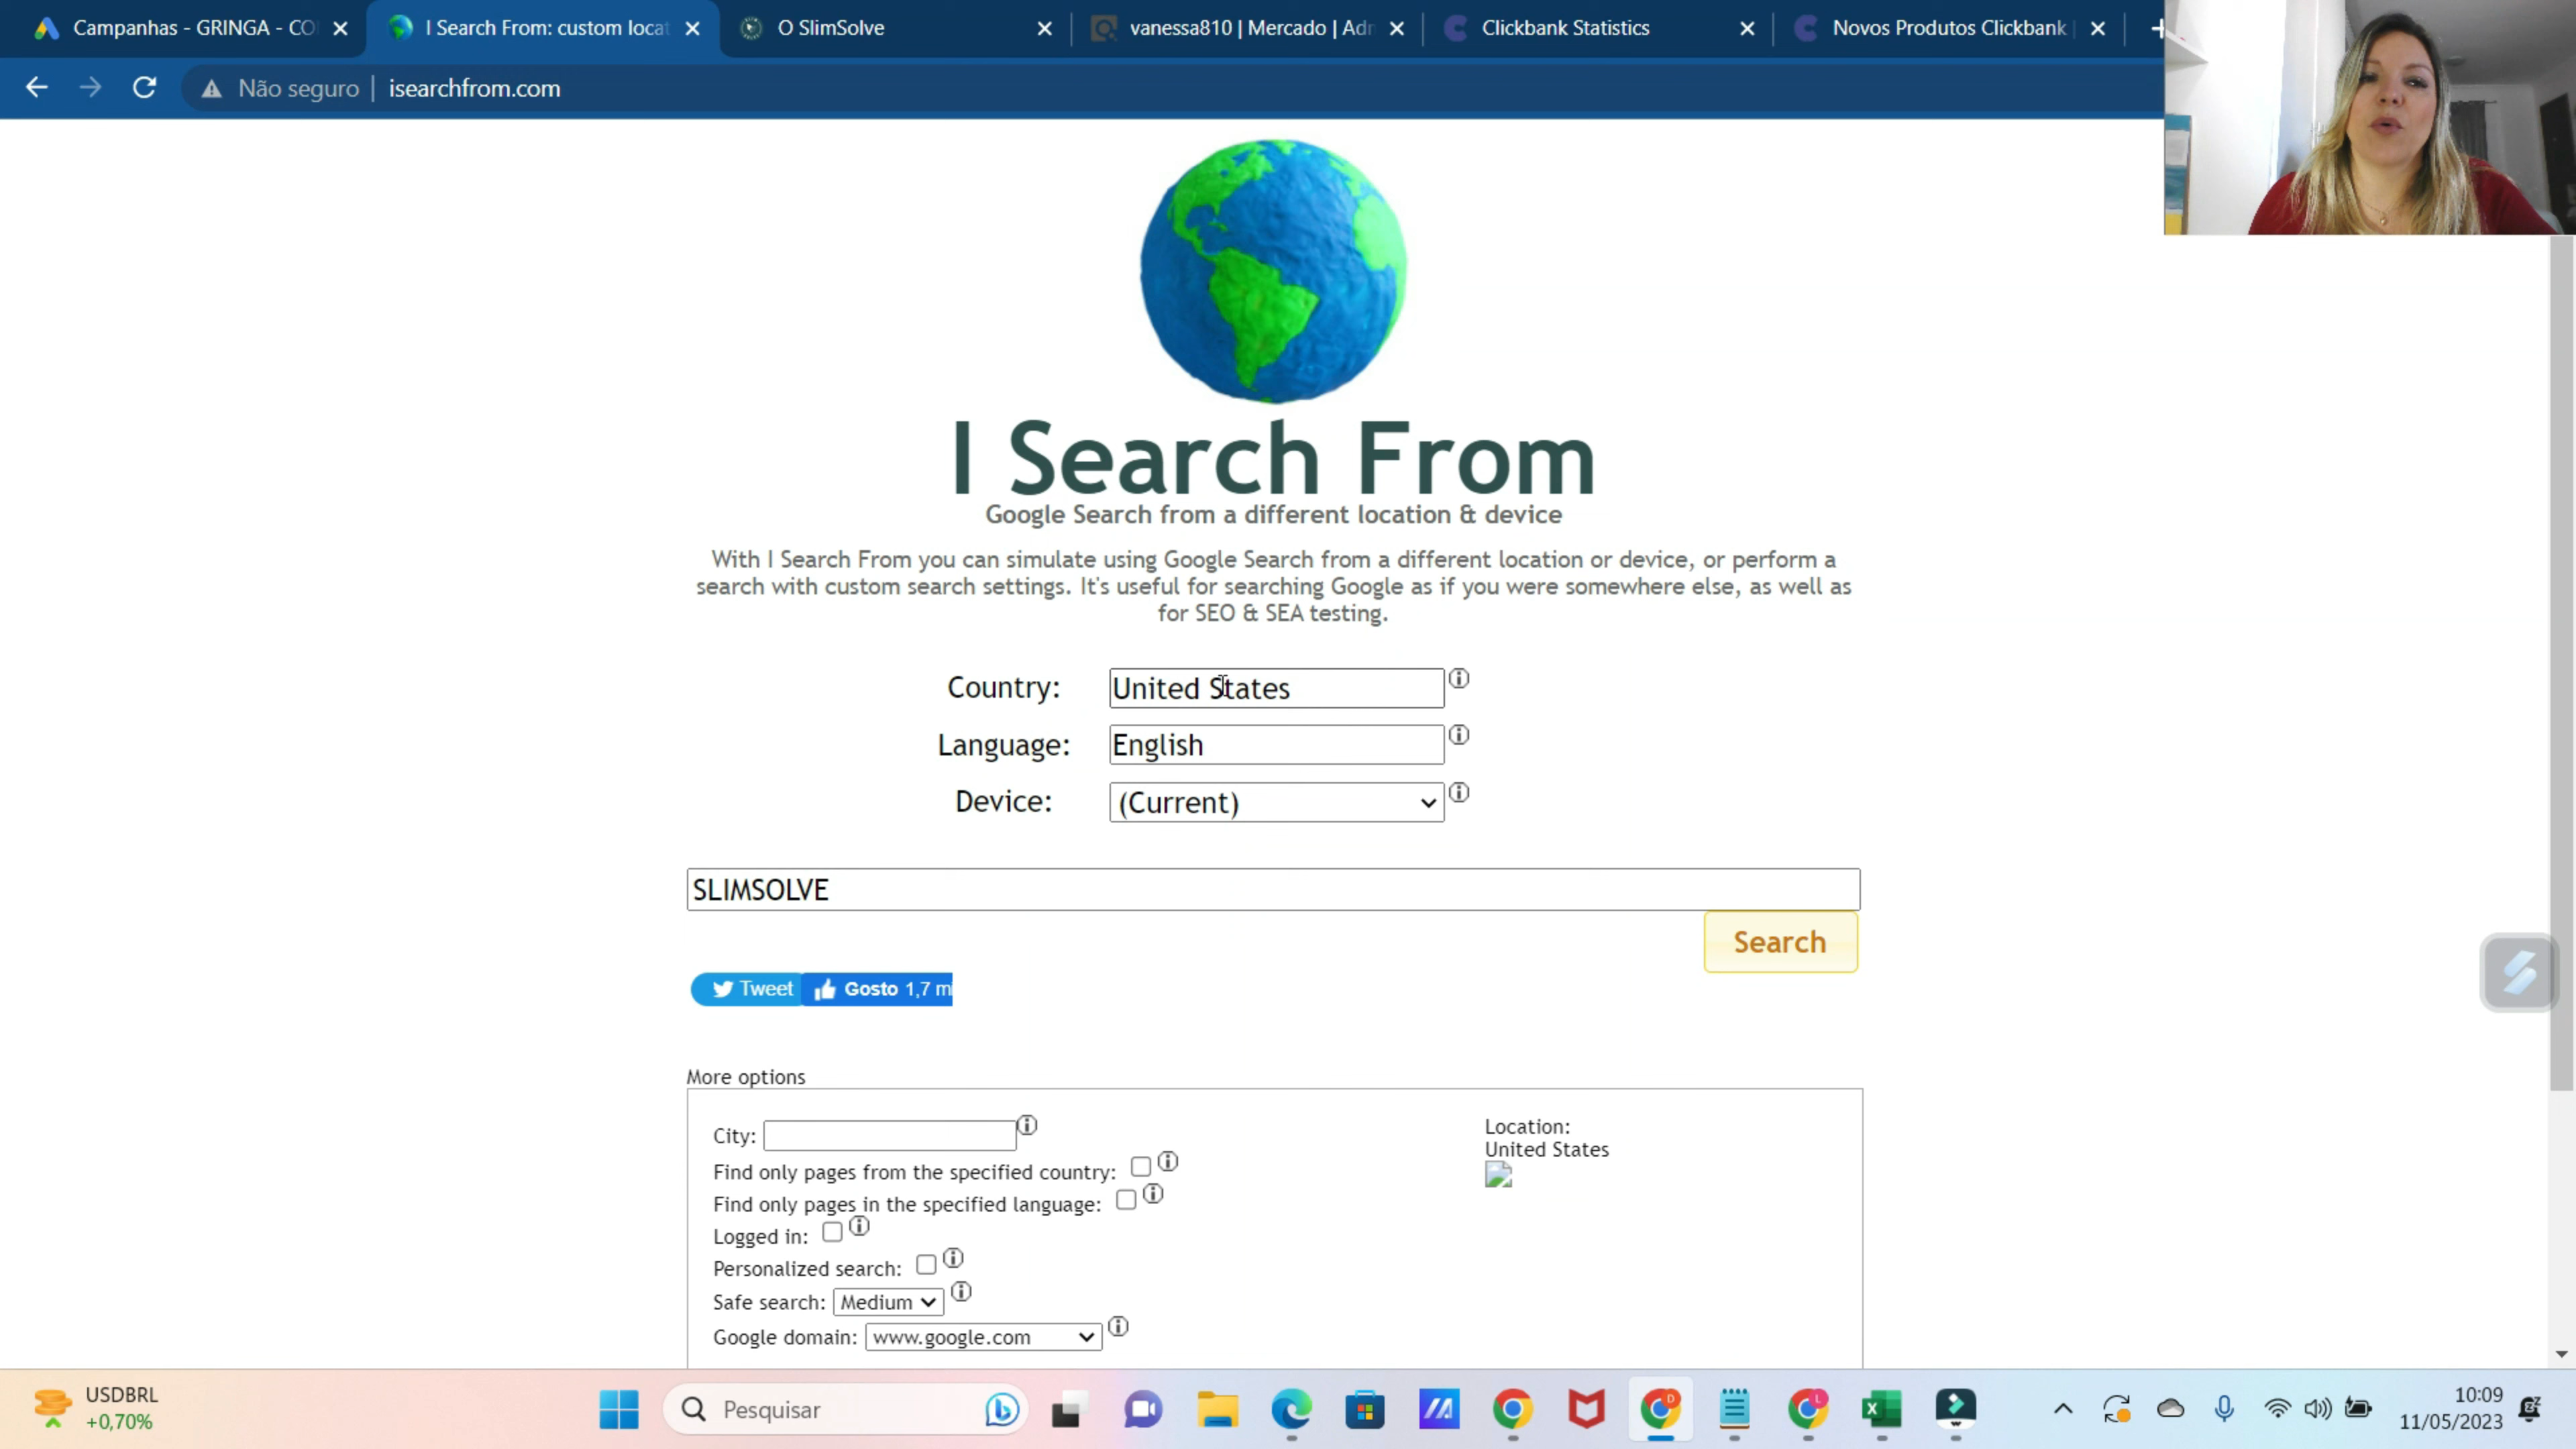 Campanhas - GRINGA - CO
I Search From: custom locat
O SlimSolve
vanessa810 | Mercado | Adr
Clickbank Statistics
Novos Produtos Clickbank |
Não seguro | isearchfrom.com
I Search From
Google Search from a different location & device
With I Search From you can simulate using Google Search from a different location or device, or perform a
search with custom search settings. It's useful for searching Google as if you were somewhere else, as well as
for SEO & SEA testing.
Country: United States
Language: English
Device: (Current)
SLIMSOLVE
Search
Tweet
Gosto 1,7 mi
More options
City:
Find only pages from the specified country:
Find only pages in the specified language:
Logged in:
Personalized search:
Safe search: Medium
Google domain: www.google.com
Location:
United States
USDBRL
+0,70%
Pesquisar
10:09
11/05/2023